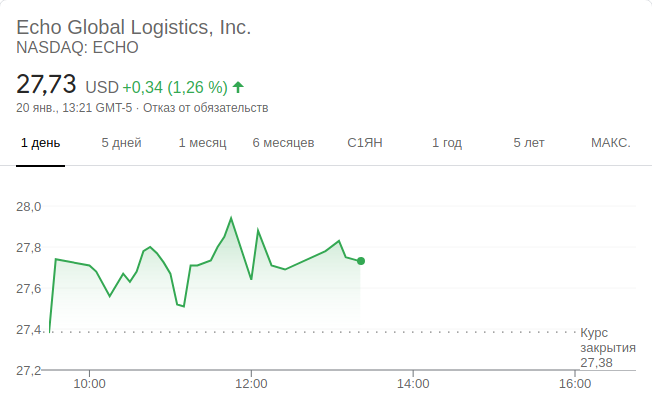 Echo Global Logistics, Inc.
NASDAQ: ECHO
27,73 USD +0,34 (1,26 %)
20 янв., 13:21 GMT-5 · Отказ от обязательств
1 день 5 дней 1 месяц 6 месяцев С1ЯН 1 год 5 лет МАКС.
28,0
27,8
27,6
27,4
Курс
закрытия
27,38
27,2
10:00 12:00 14:00 16:00